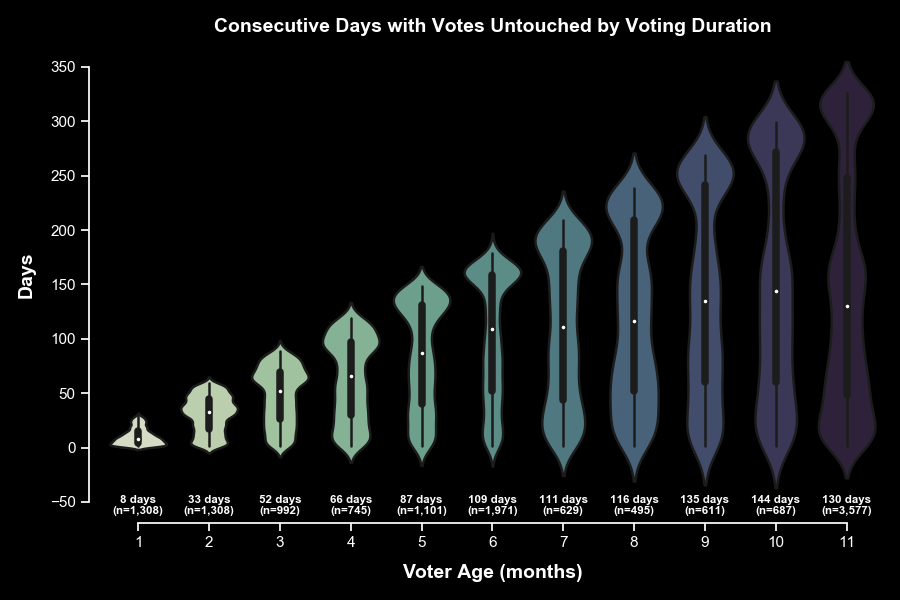 Consecutive Days with Votes Untouched by Voting Duration
350
300
250
200
150
100
50
0
−50
Days
8 days 33 days 52 days 66 days 87 days 109 days 111 days 116 days 135 days 144 days 130 days
(n=1,308) (n=1,308) (n=992) (n=745) (n=1,101) (n=1,971) (n=629) (n=495) (n=611) (n=687) (n=3,577)
1 2 3 4 5 6 7 8 9 10 11
Voter Age (months)